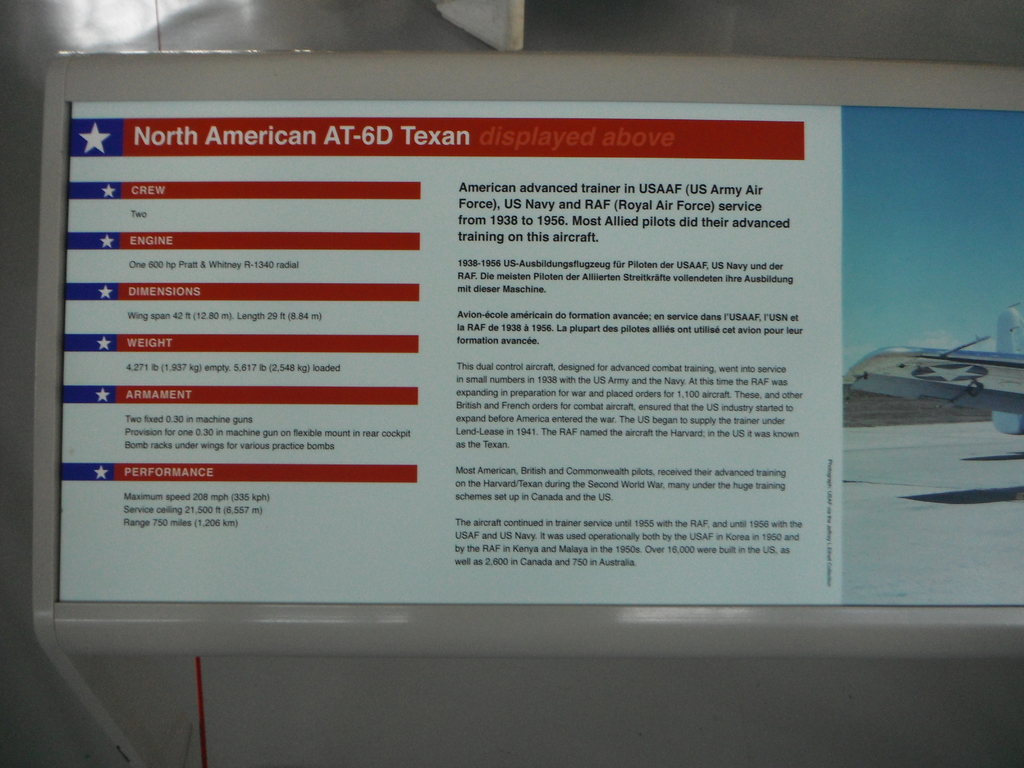 North American AT-6D Texan displayed above
CREW
Two
ENGINE
One 600 hp Pratt & Whitney R-1340 radial
DIMENSIONS
Wing span 42 ft (12.80 m). Length 29 ft (8.84 m)
WEIGHT
4,271 lb (1,937 kg) empty. 5,617 lb (2,548 kg) loaded
ARMAMENT
Two fixed 0.30 in machine guns
Provision for one 0.30 in machine gun on flexible mount in rear cockpit
Bomb racks under wings for various practice bombs
PERFORMANCE
Maximum speed 208 mph (335 kph)
Service ceiling 21,500 ft (6,557 m)
Range 750 miles (1,206 km)
American advanced trainer in USAAF (US Army Air
Force), US Navy and RAF (Royal Air Force) service
from 1938 to 1956. Most Allied pilots did their advanced
training on this aircraft.
1938-1956 US-Ausbildungsflugzeug für Piloten der USAAF, US Navy und der
RAF. Die meisten Piloten der Alliierten Streitkräfte vollendeten ihre Ausbildung
mit dieser Maschine.
Avion-école américain do formation avancée; en service dans l'USAAF, l'USN et
la RAF de 1938 à 1956. La plupart des pilotes alliés ont utilisé cet avion pour leur
formation avancée.
This dual control aircraft, designed for advanced combat training, went into service
in small numbers in 1938 with the US Army and the Navy. At this time the RAF was
expanding in preparation for war and placed orders for 1,100 aircraft. These, and other
British and French orders for combat aircraft, ensured that the US industry started to
expand before America entered the war. The US began to supply the trainer under
Lend-Lease in 1941. The RAF named the aircraft the Harvard; in the US it was known
as the Texan.
Most American, British and Commonwealth pilots, received their advanced training
on the Harvard/Texan during the Second World War, many under the huge training
schemes set up in Canada and the US.
The aircraft continued in trainer service until 1955 with the RAF, and until 1956 with the
USAF and US Navy. It was used operationally both by the USAF in Korea in 1950 and
by the RAF in Kenya and Malaya in the 1950s. Over 16,000 were built in the US, as
well as 2,600 in Canada and 750 in Australia.
Photograph: USAF via the Jeffrey L Ethell Collection